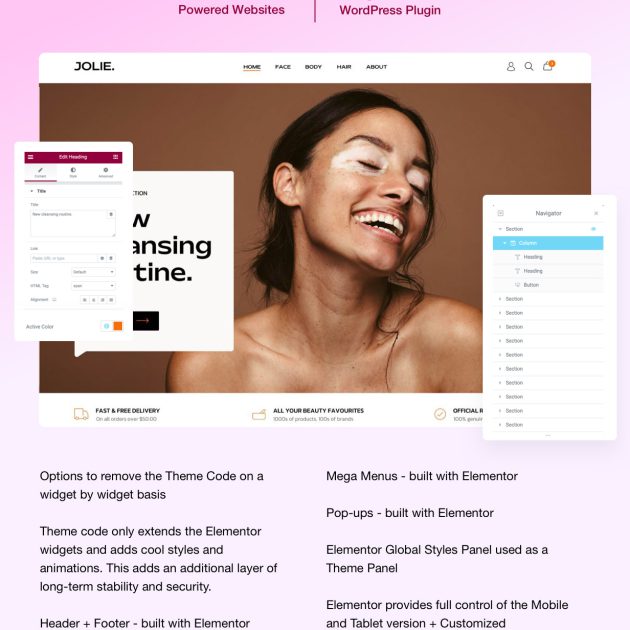 Powered Websites
WordPress Plugin
JOLIE.
HOME
FACE
BODY
HAIR
ABOUT
Edit Heading
Content
Style
Advanced
Title
Title
New cleansing routine.
Link
Paste URL or type
Size
Default
HTML Tag
span
Alignment
Active Color
CTION
w
ansing
tine.
Navigator
Section
Column
Heading
Heading
Button
Section
Section
Section
Section
Section
Section
Section
Section
Section
Section
FAST & FREE DELIVERY
On all orders over $50.00
ALL YOUR BEAUTY FAVOURITES
1000s of products, 100s of brands
OFFICIAL R
100% genuin
Options to remove the Theme Code on a
widget by widget basis
Theme code only extends the Elementor
widgets and adds cool styles and
animations. This adds an additional layer of
long-term stability and security.
Header + Footer - built with Elementor
Mega Menus - built with Elementor
Pop-ups - built with Elementor
Elementor Global Styles Panel used as a
Theme Panel
Elementor provides full control of the Mobile
and Tablet version + Customized